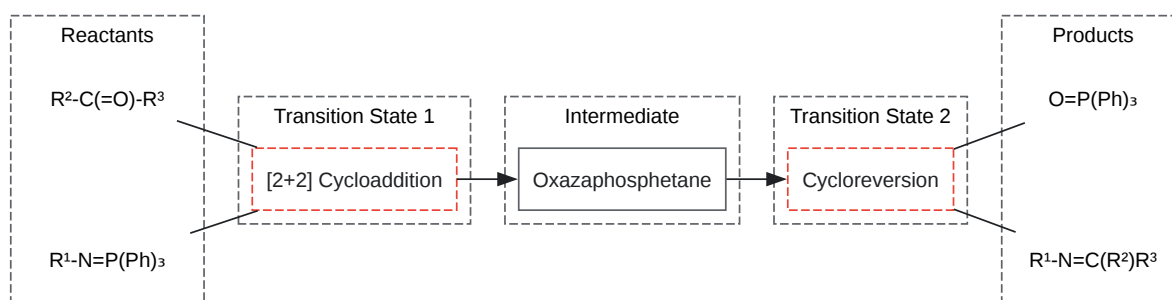 Reactants
R²-C(=O)-R³
R¹-N=P(Ph)₃
Transition State 1
[2+2] Cycloaddition
Intermediate
Oxazaphosphetane
Transition State 2
Cycloreversion
Products
O=P(Ph)₃
R¹-N=C(R²)R³